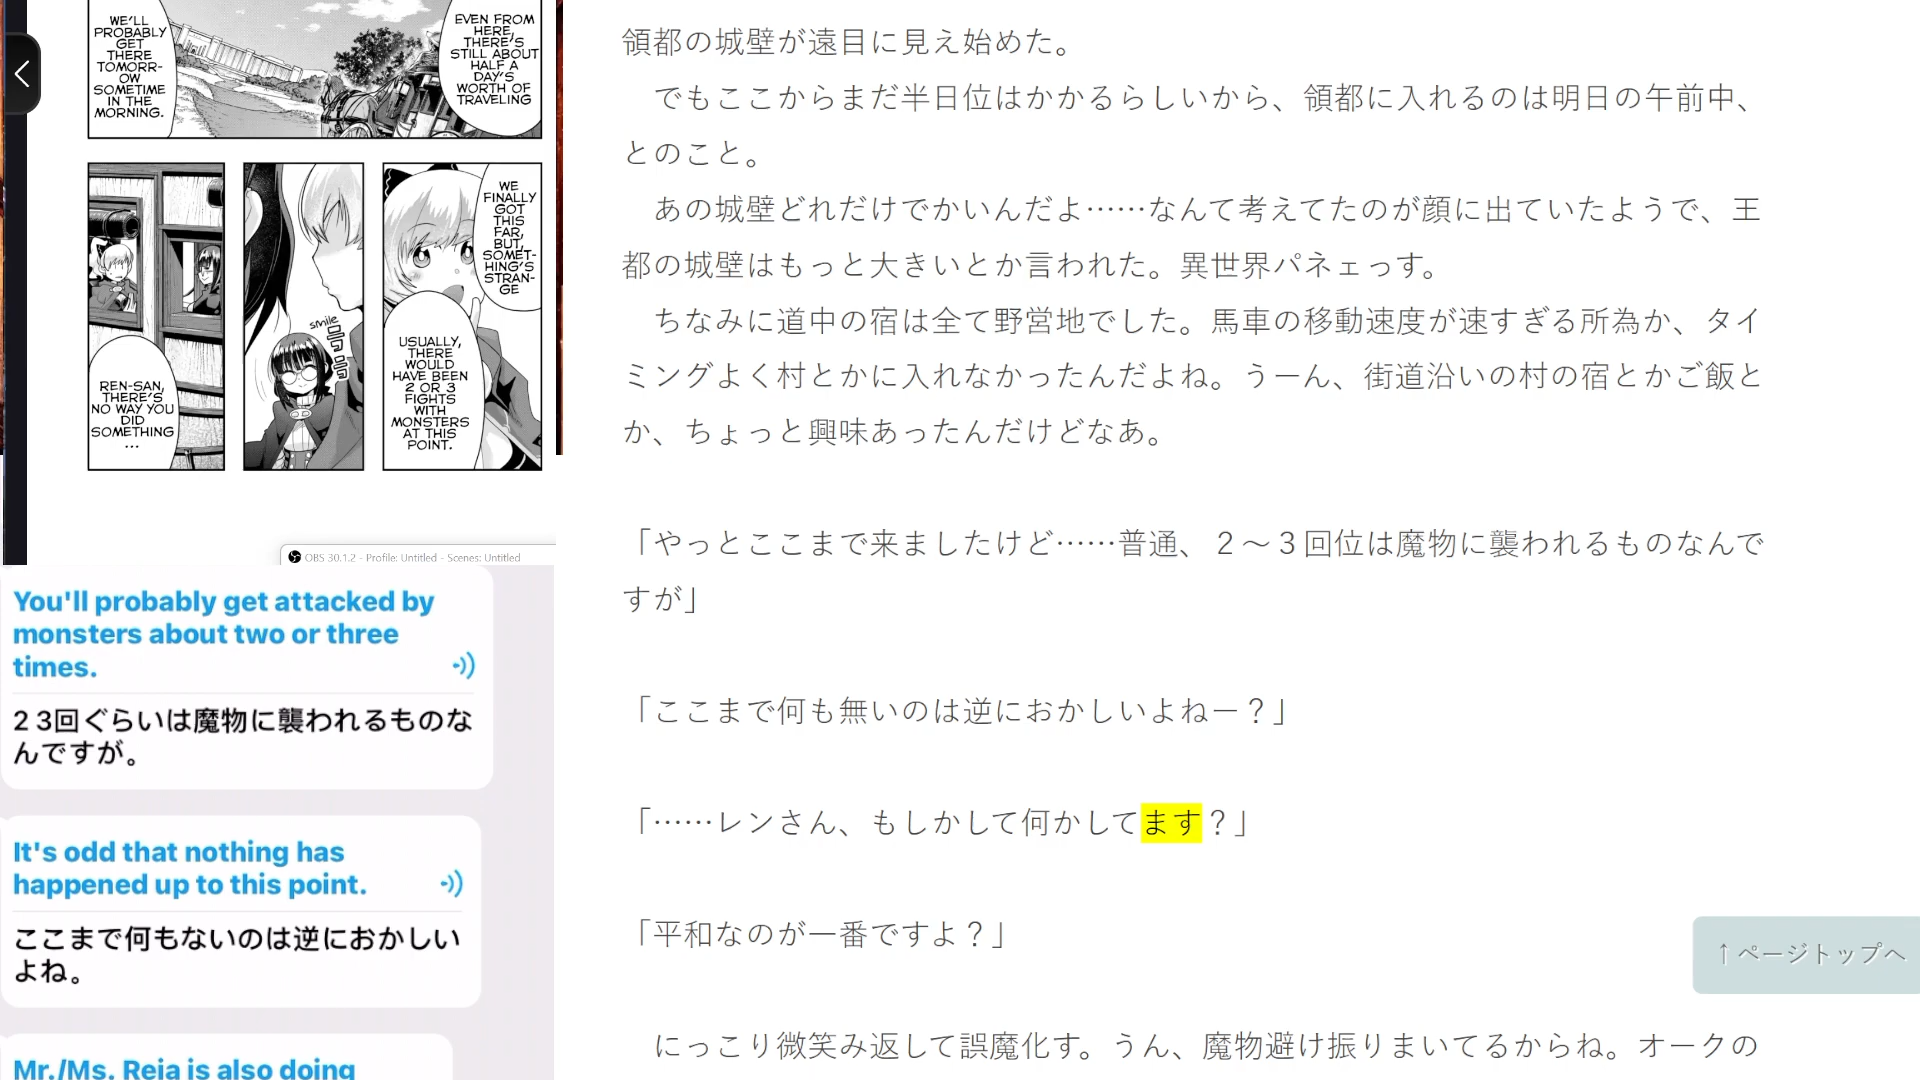 WE'LL
PROBABLY
GET
THERE
TOMORR-
OW
SOMETIME
IN THE
MORNING.
EVEN FROM
HERE,
THERE'S
STILL ABOUT
HALF A
DAY'S
WORTH OF
TRAVELING
WE
FINALLY
GOT
THIS
FAR,
BUT,
SOMET-
HING'S
STRAN-
GE
USUALLY,
THERE
WOULD
HAVE BEEN
2 OR 3
FIGHTS
WITH
MONSTERS
AT THIS
POINT.
smile
ニコニコ
REN-SAN,
THERE'S
NO WAY YOU
DID
SOMETHING
...
OBS 30.1.2 - Profile: Untitled - Scenes: Untitled
You'll probably get attacked by
monsters about two or three
times.
2 3回ぐらいは魔物に襲われるものな
んですが。
It's odd that nothing has
happened up to this point.
ここまで何もないのは逆におかしい
よね。
Mr./Ms. Reia is also doing
領都の城壁が遠目に見え始めた。
　でもここからまだ半日位はかかるらしいから、領都に入れるのは明日の午前中、
とのこと。
　あの城壁どれだけでかいんだよ……なんて考えてたのが顔に出ていたようで、王
都の城壁はもっと大きいとか言われた。異世界パネェっす。
　ちなみに道中の宿は全て野営地でした。馬車の移動速度が速すぎる所為か、タイ
ミングよく村とかに入れなかったんだよね。うーん、街道沿いの村の宿とかご飯と
か、ちょっと興味あったんだけどなあ。
「やっとここまで来ましたけど……普通、２～３回位は魔物に襲われるものなんで
すが」
「ここまで何も無いのは逆におかしいよねー？」
「……レンさん、もしかして何かしてます？」
「平和なのが一番ですよ？」
　にっこり微笑み返して誤魔化す。うん、魔物避け振りまいてるからね。オークの
↑ページトップへ